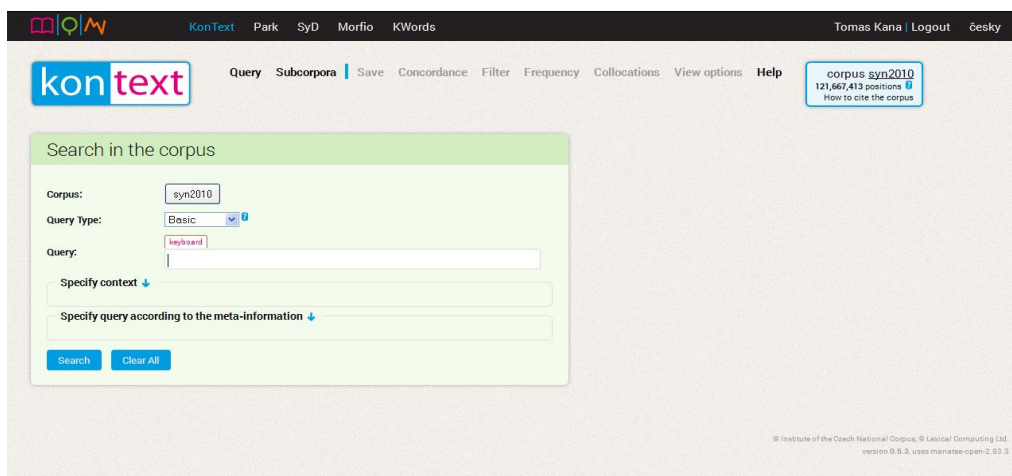 KonText Park SyD Morfio KWords Tomas Kana | Logout česky
kon text
Query Subcorpora Save Concordance Filter Frequency Collocations View options Help
corpus syn2010
121,667,413 positions ?
How to cite the corpus
Search in the corpus
Corpus: syn2010
Query Type: Basic ?
keyboard
Query:
Specify context
Specify query according to the meta-information
Search Clear All
© Institute of the Czech National Corpus, © Lexical Computing Ltd.
version 0.5.3, uses manatee-open-2.83.3